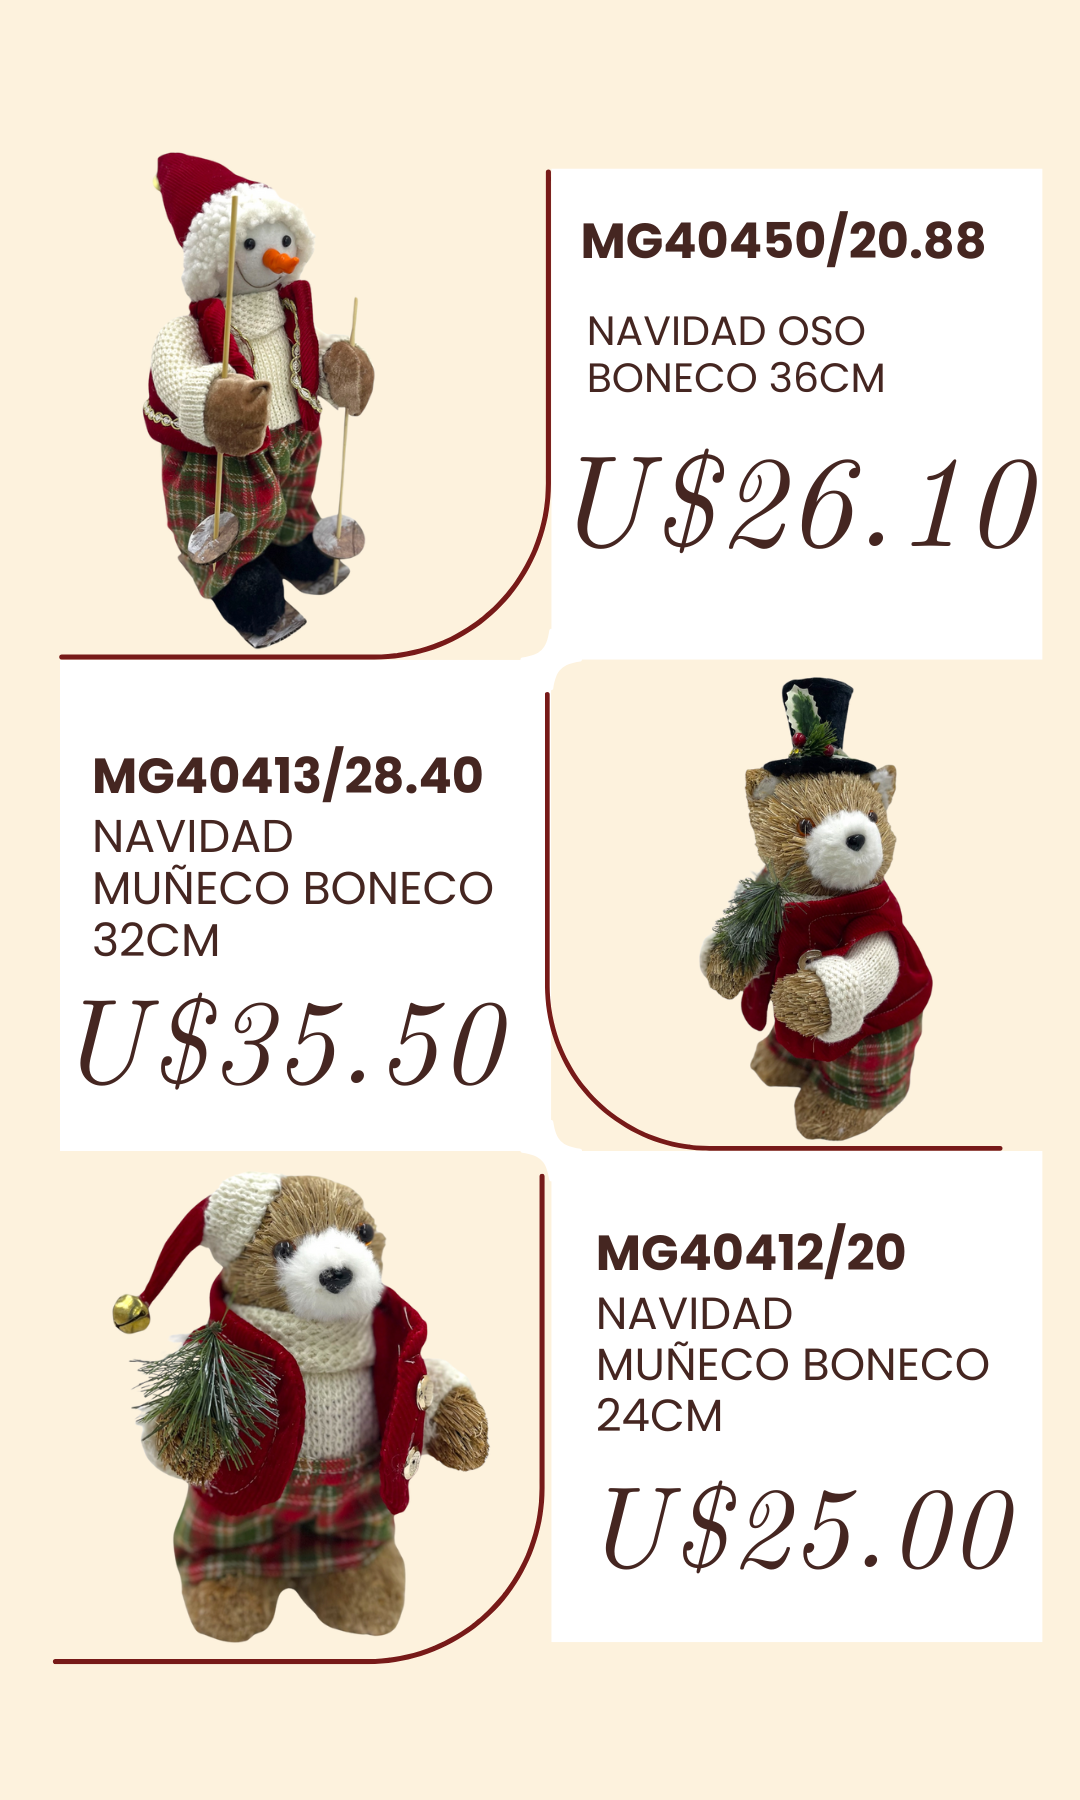 MG40450/20.88
NAVIDAD OSO
BONECO 36CM
U$26.10
MG40413/28.40
NAVIDAD
MUÑECO BONECO
32CM
U$35.50
MG40412/20
NAVIDAD
MUÑECO BONECO
24CM
U$25.00